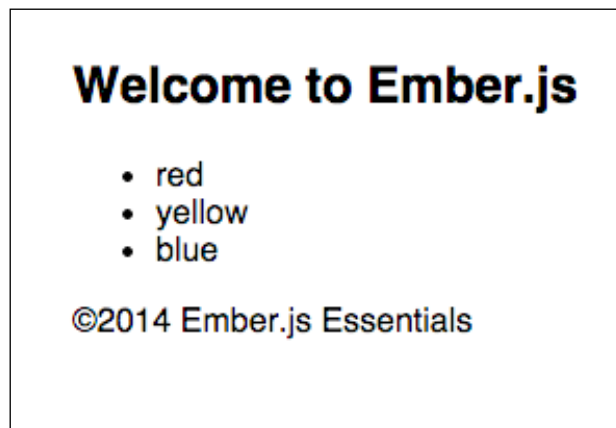 Welcome to Ember.js
• red
• yellow
• blue
©2014 Ember.js Essentials